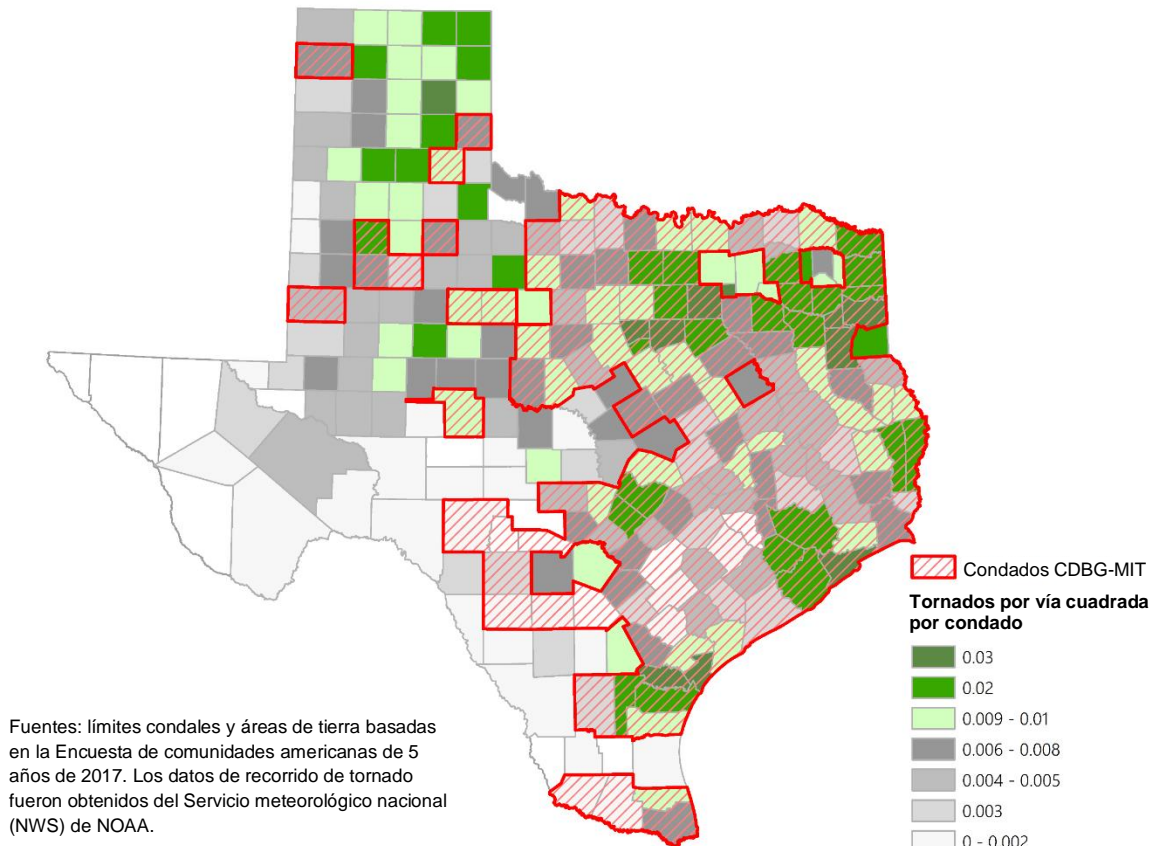 Condados CDBG-MIT
Tornados por vía cuadrada
por condado
0.03
0.02
0.009 - 0.01
0.006 - 0.008
0.004 - 0.005
0.003
0 - 0.002
Fuentes: límites condales y áreas de tierra basadas
en la Encuesta de comunidades americanas de 5
años de 2017. Los datos de recorrido de tornado
fueron obtenidos del Servicio meteorológico nacional
(NWS) de NOAA.